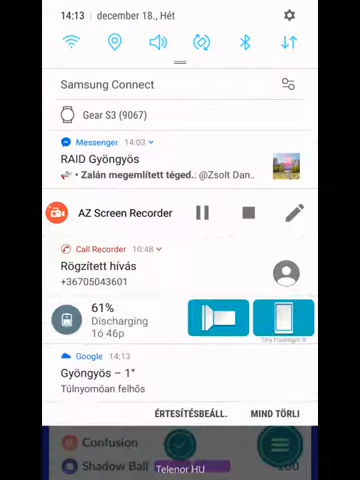 14:13 | december 18., Hét
Samsung Connect
Gear S3 (9067)
Messenger • 14:03
RAID Gyöngyös
• Zalán megemlített téged.: @Zsolt Dan..
AZ Screen Recorder
Call Recorder • 10:48
Rögzített hívás
+36705043601
61%
Discharging
1ó 46p
Tiny Flashlight ®
Google • 14:13
Gyöngyös – 1°
Túlnyomóan felhős
ÉRTESÍTÉSBEÁLL. MIND TÖRLI
Confusion
Shadow Ball 100
Telenor HU